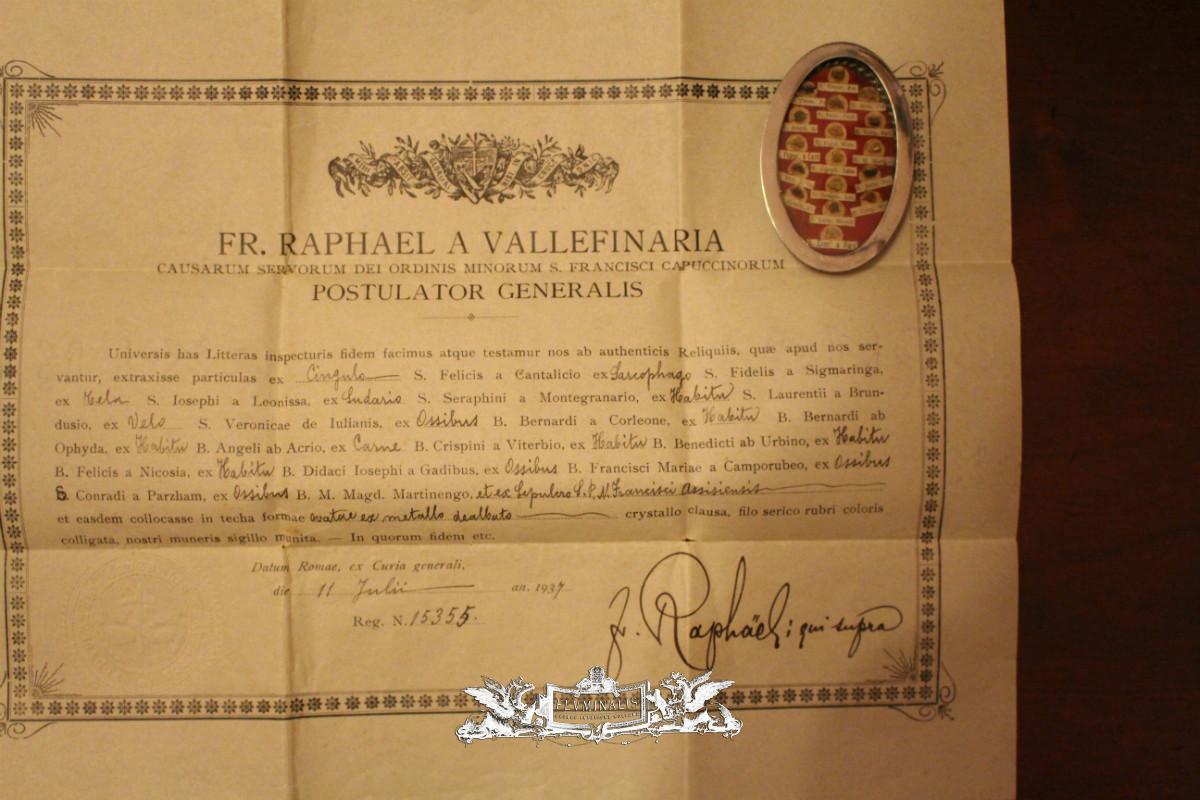 FR. RAPHAEL A VALLEFINARIA
CAUSARUM SERVORUM DEI ORDINIS MINORUM S. FRANCISCI CAPUCCINORUM
POSTULATOR GENERALIS
Universis has Litteras inspecturis fidem facimus atque testamur nos ab authenticis Reliquiis, quæ apud nos ser-
vantur, extraxisse particulas ex Cingulo S. Felicis a Cantalicio ex Sarcophago S. Fidelis a Sigmaringa,
ex Tela S. Iosephi a Leonissa, ex Sudario S. Seraphini a Montegranario, ex Habitu S. Laurentii a Brun-
dusio, ex Velo S. Veronicae de Iulianis, ex Ossibus B. Bernardi a Corleone, ex Habitu B. Bernardi ab
Ophyda, ex Habitu B. Angeli ab Acrio, ex Carne B. Crispini a Viterbio, ex Habitu B. Benedicti ab Urbino, ex Habitu
B. Felicis a Nicosia, ex Habitu B. Didaci Iosephi a Gadibus, ex Ossibus B. Francisci Mariae a Camporubeo, ex Ossibus
S. Conradi a Parzham, ex Ossibus B. M. Magd. Martinengo, et ex Sepulcro S. P. N. Francisci Assisiensis
et easdem collocasse in techa formae ovatae ex metallo dealbato crystallo clausa, filo serico rubri coloris
colligata, nostri muneris sigillo munita. — In quorum fidem etc.
Datum Romae, ex Curia generali,
die 11 Julii an. 1937
Reg. N. 15355.
F. Raphäel; qui supra
FLUMINALIS